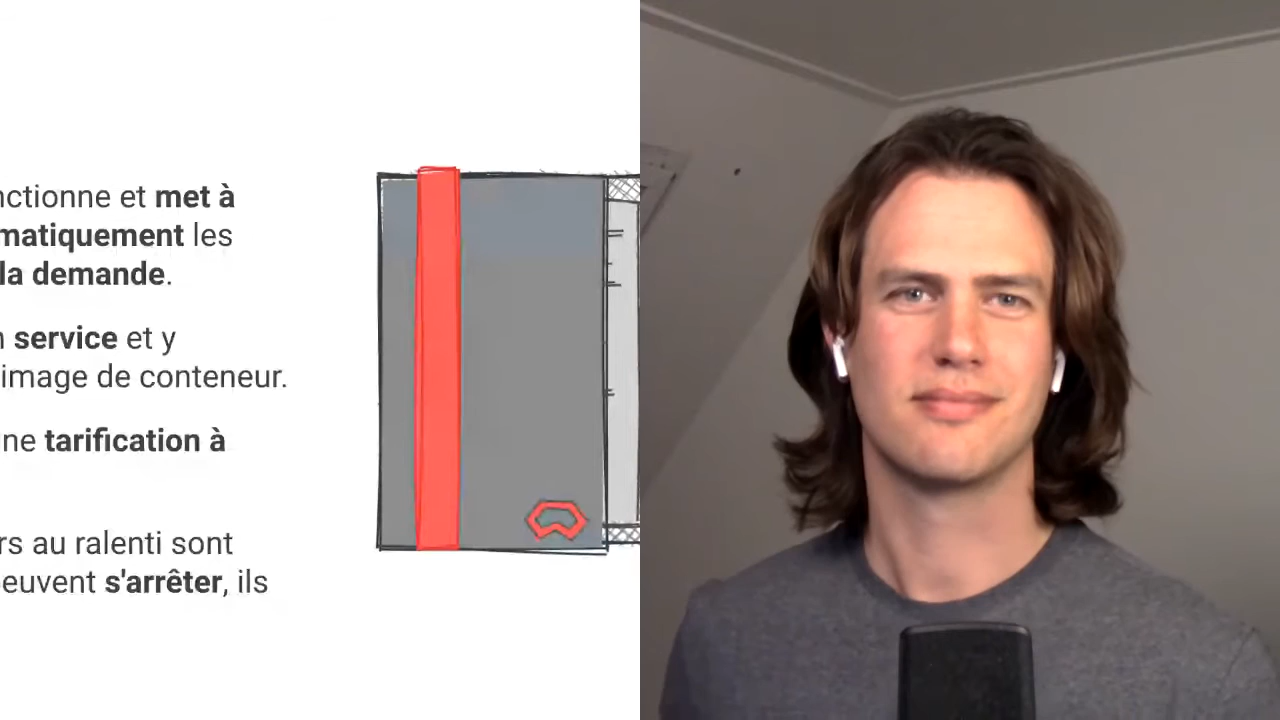 nctionne et met à
matiquement les
la demande.
n service et y
image de conteneur.
ne tarification à
rs au ralenti sont
peuvent s'arrêter, ils